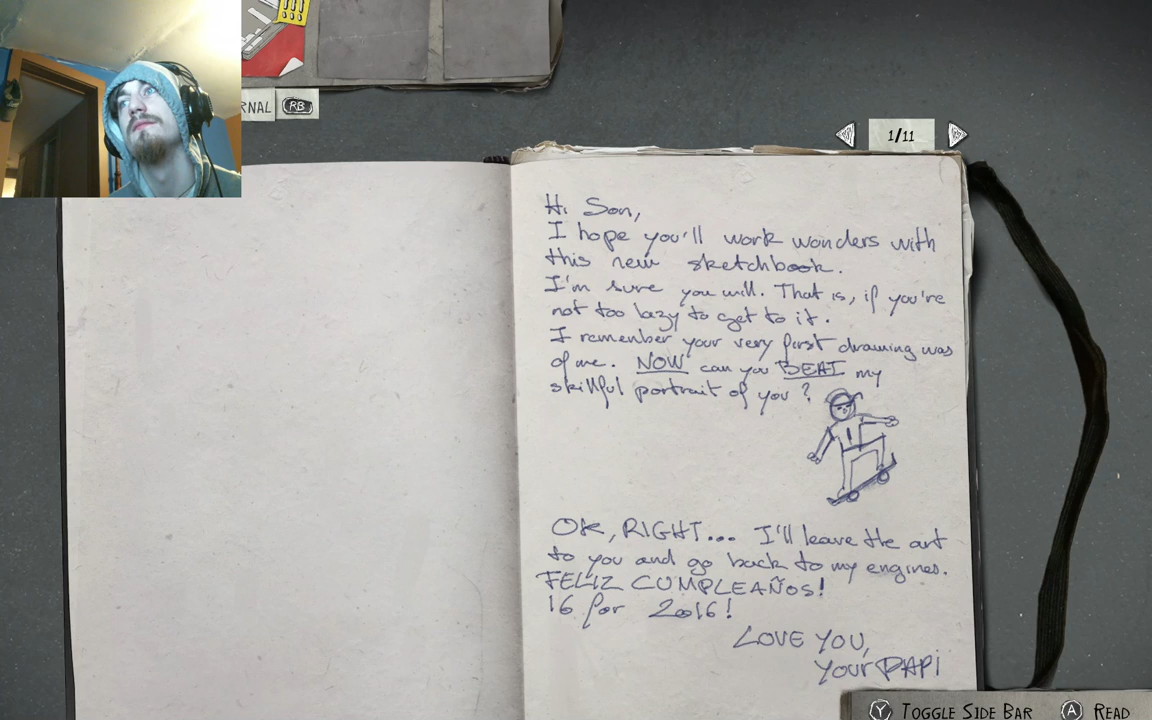 RNAL RB
1/11
Hi Son,
I hope you'll work wonders with
this new sketchbook.
I'm sure you will. That is, if you're
not too lazy to get to it.
I remember your very first drawing was
of me. NOW can you BEAT my
skillful portrait of you?
OK, RIGHT... I'll leave the art
to you and go back to my engines.
FELIZ CUMPLEAÑOS!
16 for 2016!
LOVE YOU,
Your PAPI
Y TOGGLE SIDE BAR A READ